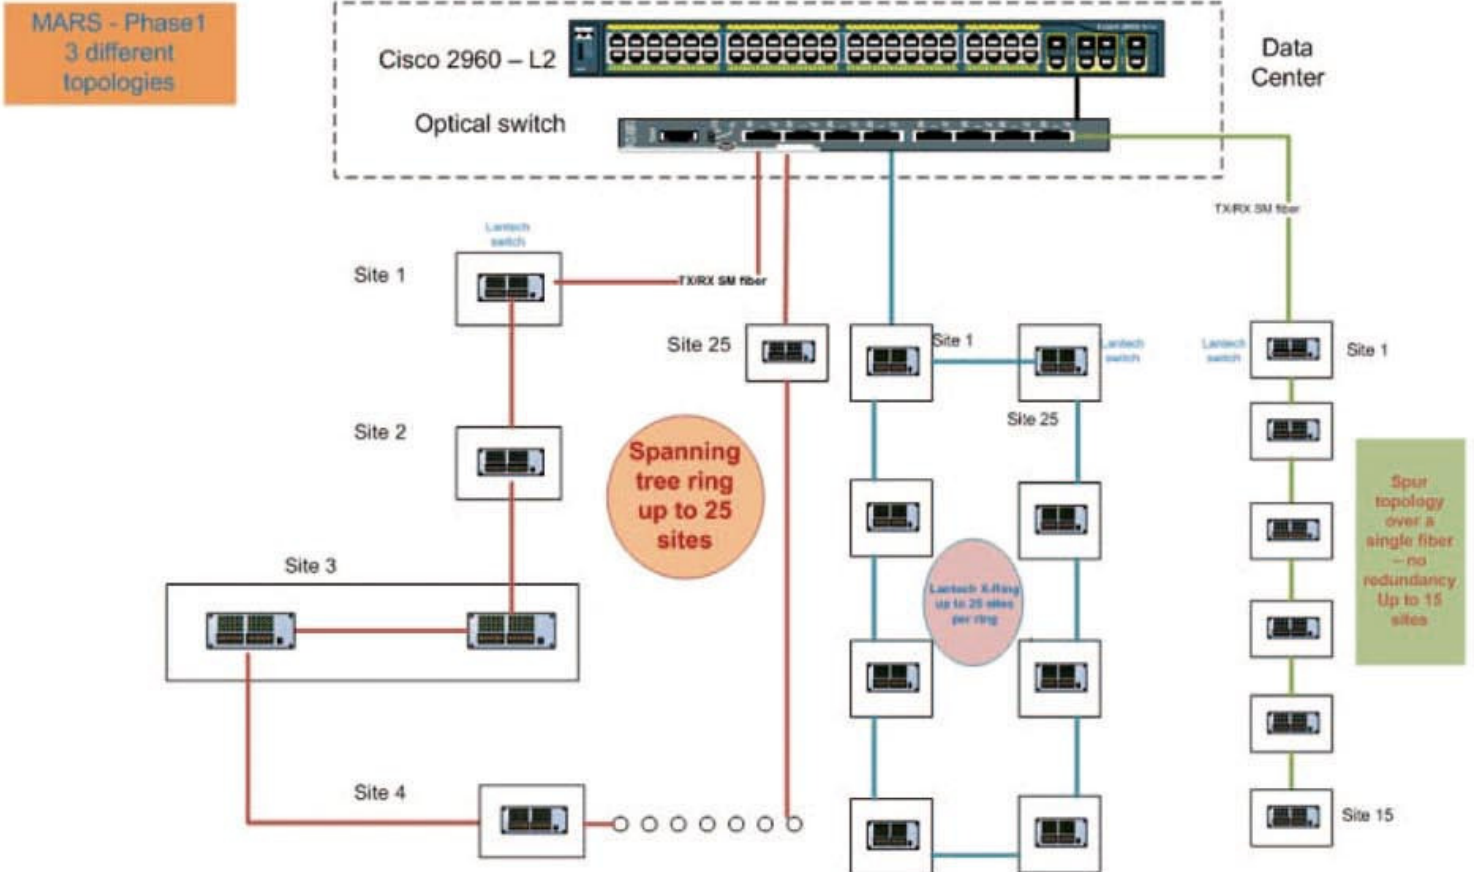 MARS - Phase1
3 different
topologies
Cisco 2960 – L2
Optical switch
Data
Center
TX/RX SM fiber
Lantech
switch
Site 1
TX/RX SM fiber
Site 25
Site 1
Lantech
switch
Lantech
switch
Site 1
Site 2
Site 25
Spanning
tree ring
up to 25
sites
Spur
topology
over a
single fiber
– no
redundancy
Up to 15
sites
Site 3
Lantech X-Ring
up to 25 sites
per ring
Site 4
Site 15